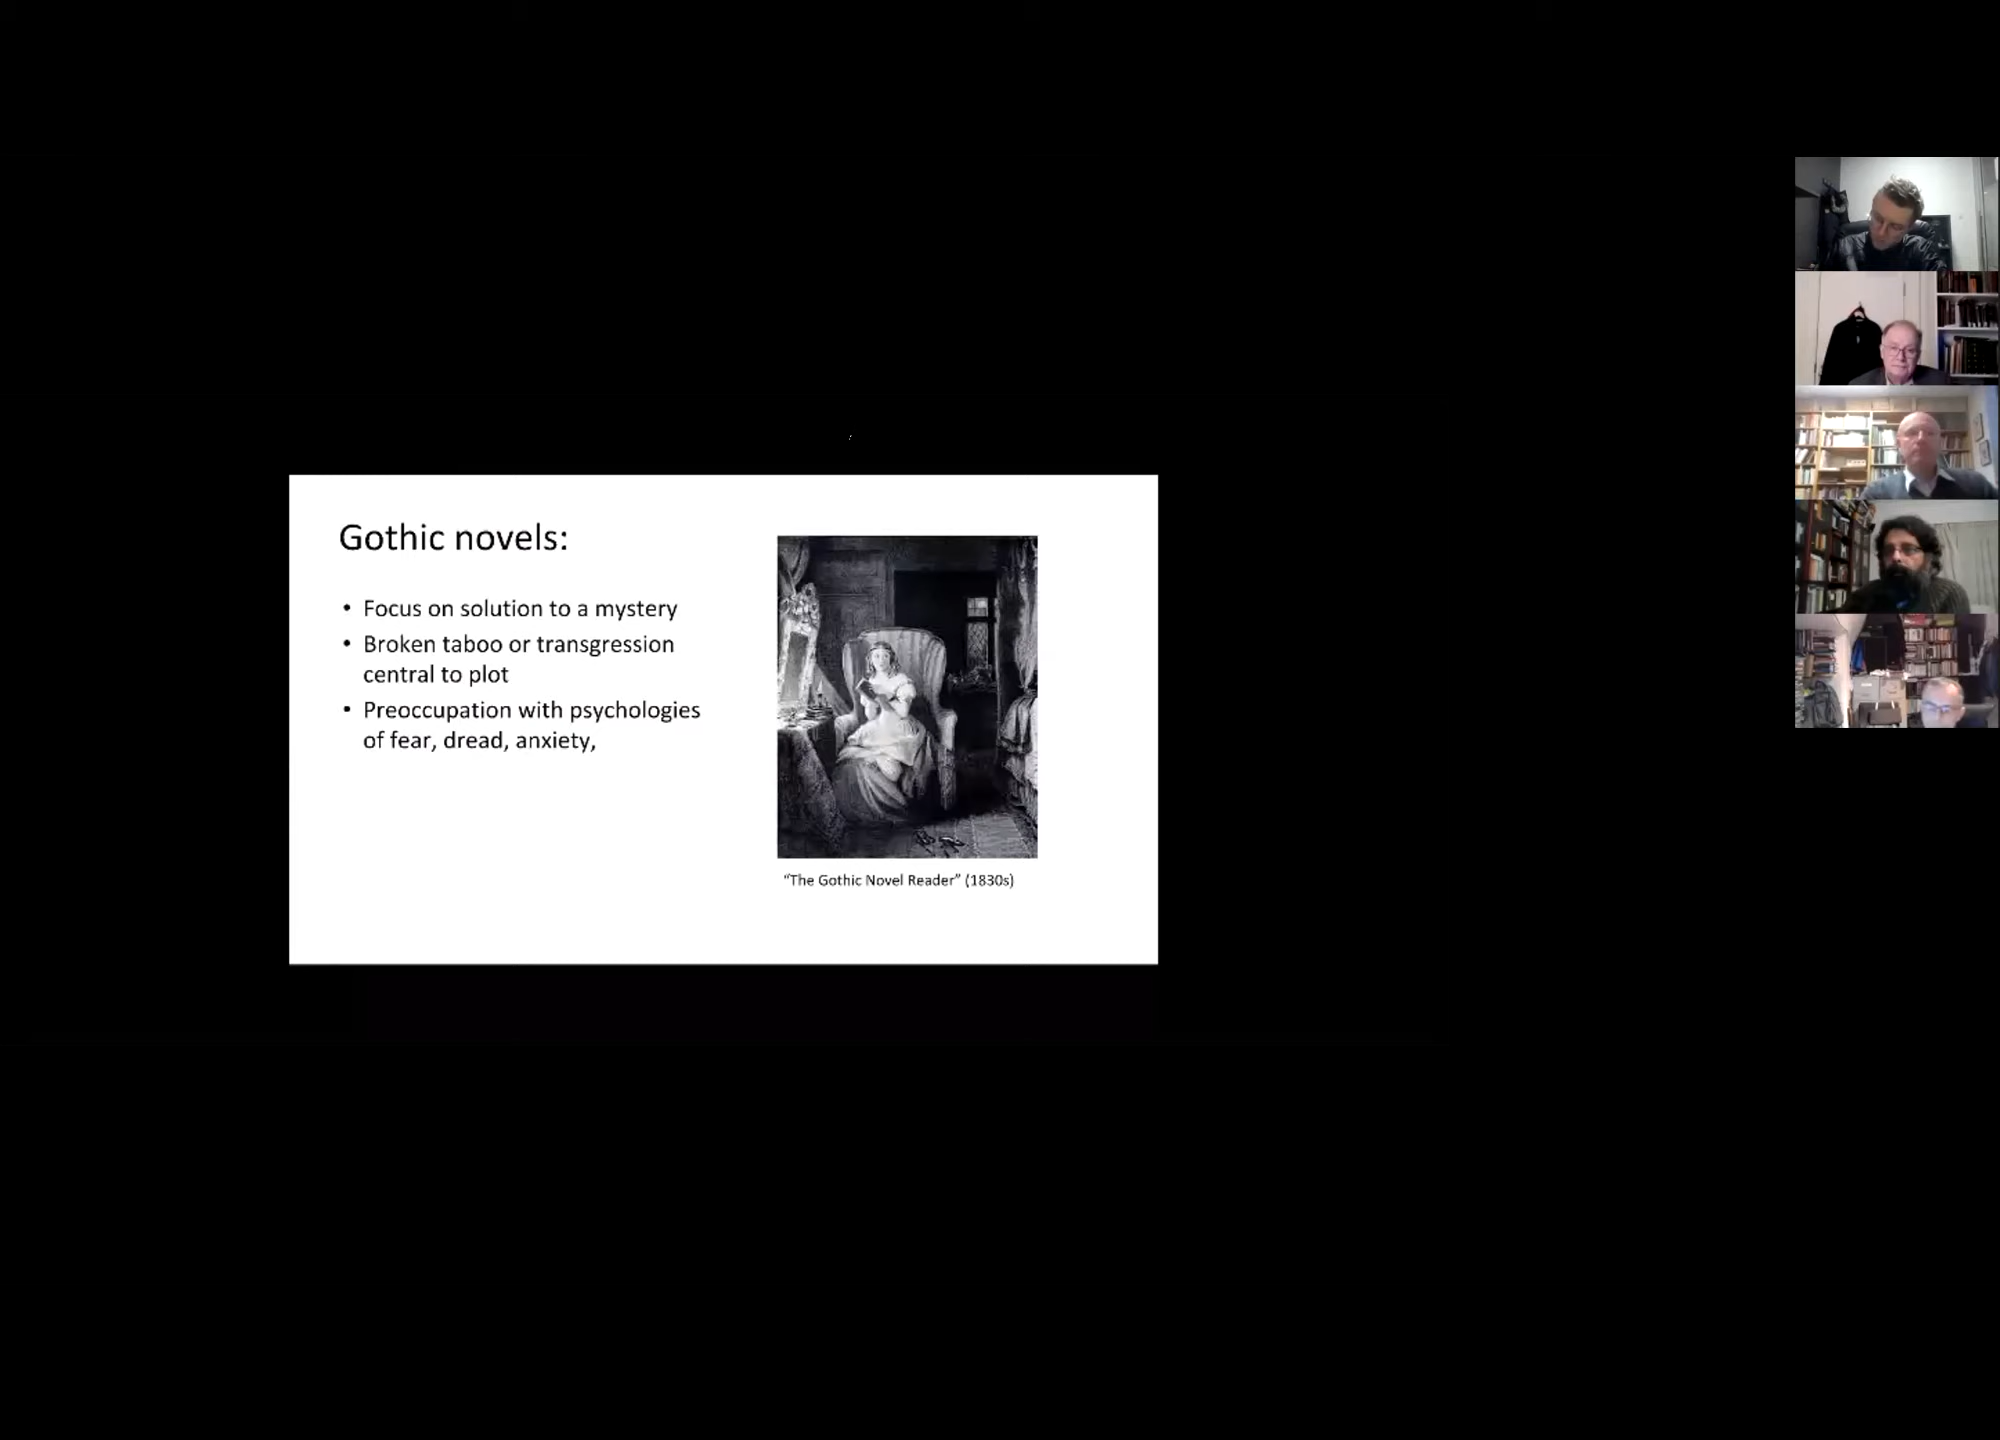 Gothic novels:
• Focus on solution to a mystery
• Broken taboo or transgression
central to plot
• Preoccupation with psychologies
of fear, dread, anxiety,
“The Gothic Novel Reader” (1830s)